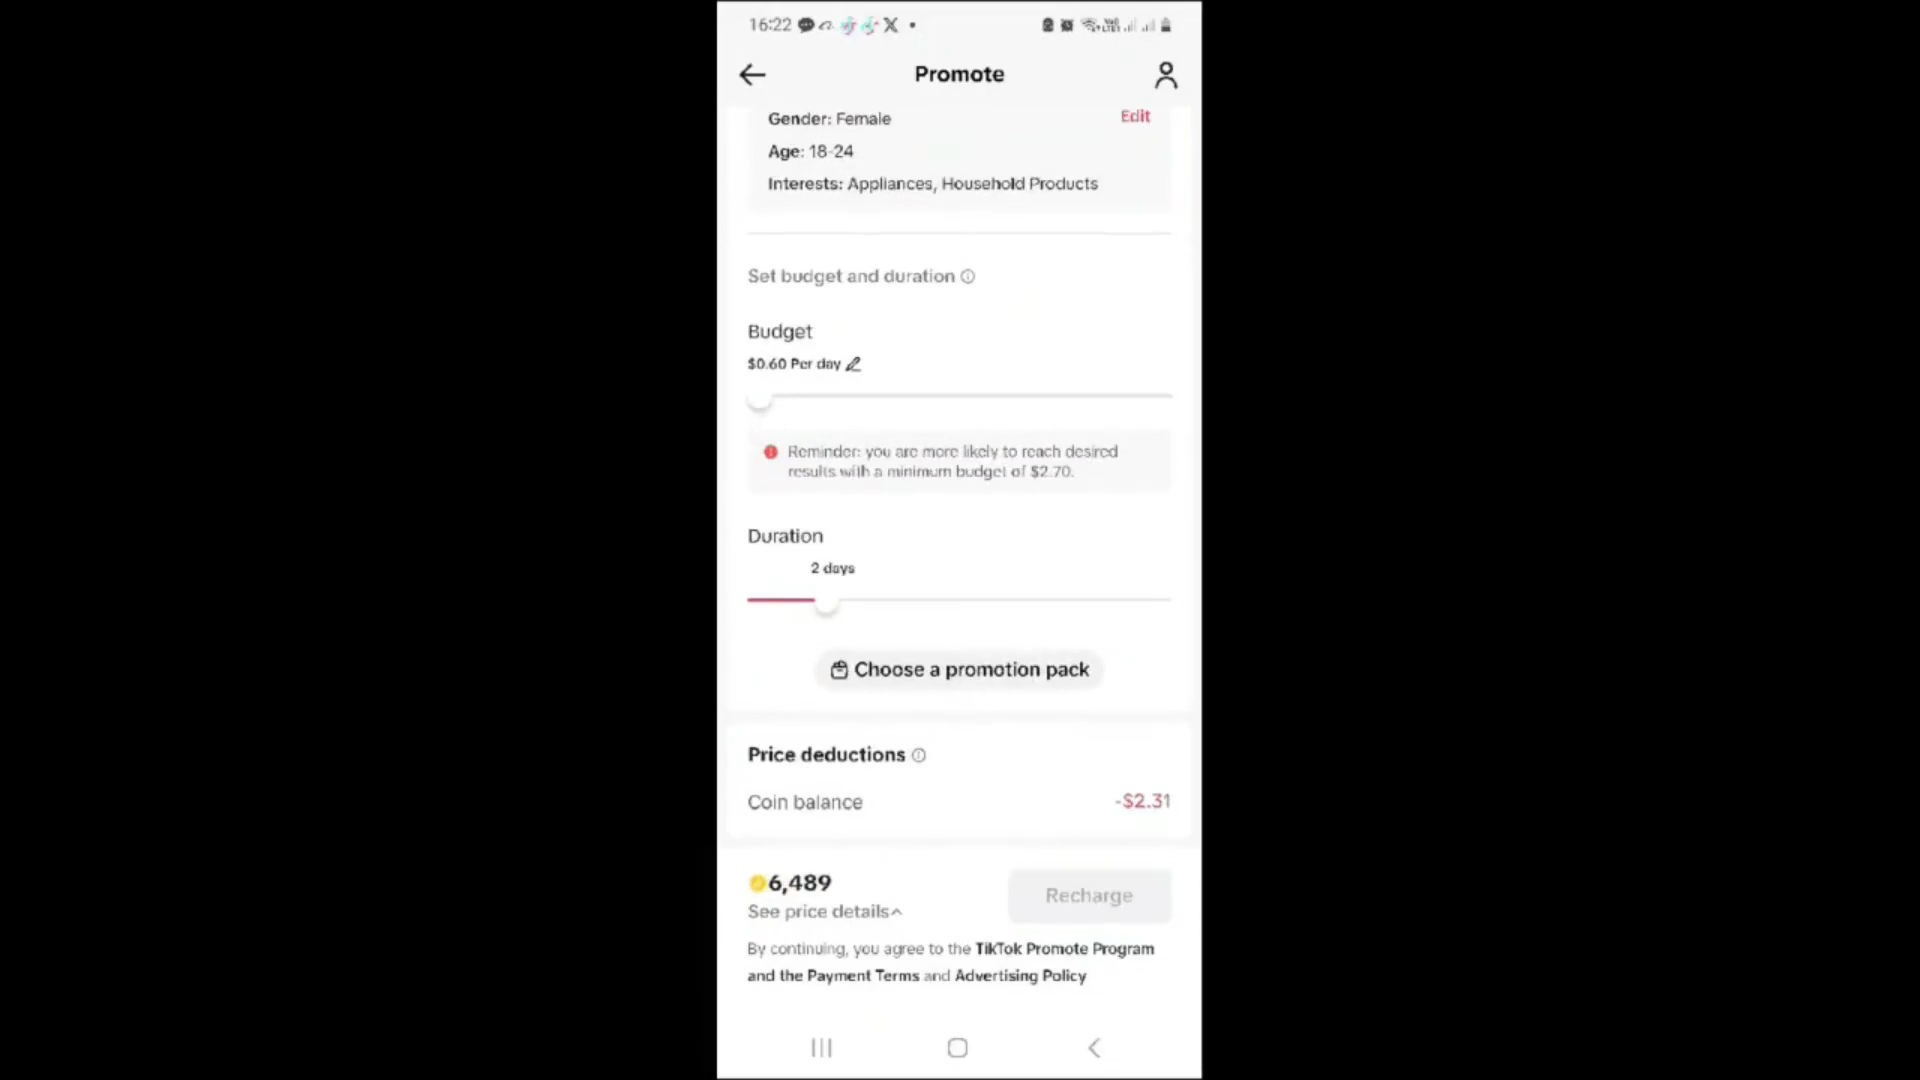 16:22
Promote
Gender: Female
Edit
Age: 18-24
Interests: Appliances, Household Products
Set budget and duration
Budget
$0.60 Per day
Reminder: you are more likely to reach desired
results with a minimum budget of $2.70.
Duration
2 days
Choose a promotion pack
Price deductions
Coin balance
-$2.31
6,489
See price details
Recharge
By continuing, you agree to the TikTok Promote Program
and the Payment Terms and Advertising Policy